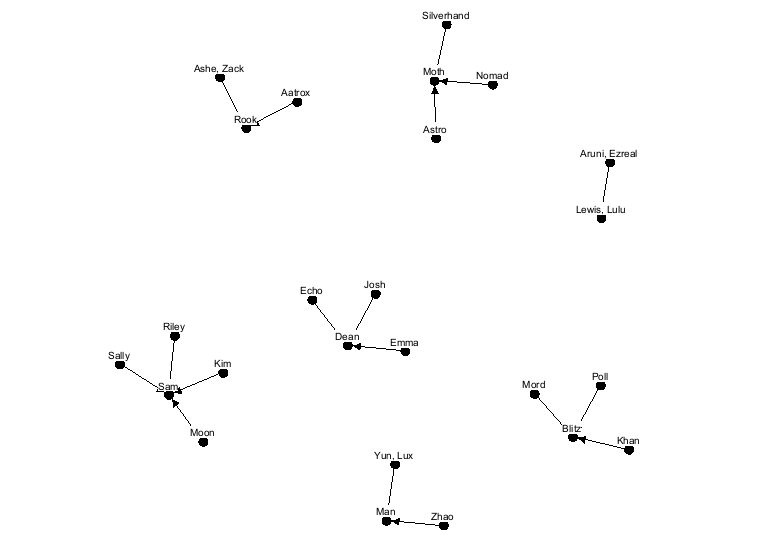 Silverhand
Ashe, Zack
Moth
Nomad
Aatrox
Rook
Astro
Aruni, Ezreal
Lewis, Lulu
Echo
Josh
Riley
Dean
Emma
Sally
Kim
Sam
Mord
Poll
Moon
Blitz
Khan
Yun, Lux
Man
Zhao